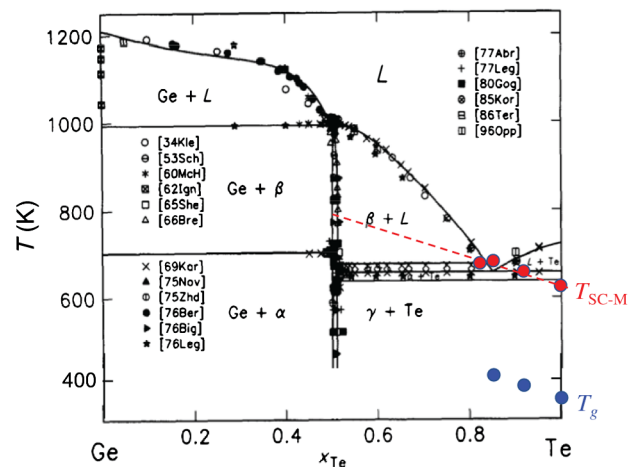 1200
1000
800
600
400
T (K)
L
Ge + L
[77Abr]
[77Leg]
[80Gog]
[85Kor]
[86Ter]
[96Opp]
[34Kle]
[53Sch]
[60McH]
[62Ign]
[65She]
[66Bre]
Ge + β
β + L
L + Te
α + Te
[69Kor]
[75Nov]
[75Zhd]
[76Ber]
[76Big]
[76Leg]
Ge + α
γ + Te
T_SC-M
T_g
0.2
0.4
0.6
0.8
Ge
x_Te
Te